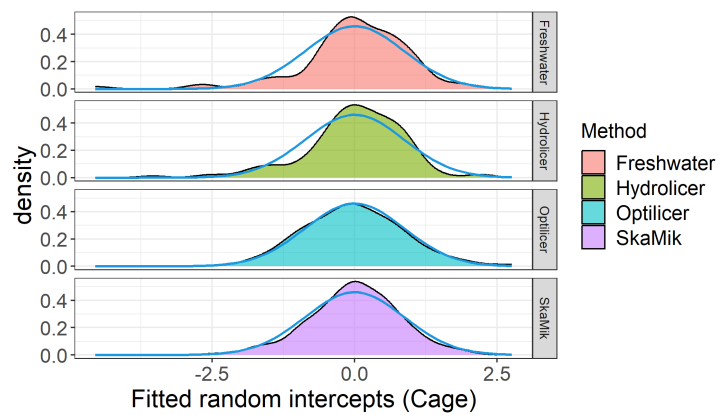 density
0.4
0.2
0.0
Freshwater
0.4
0.2
0.0
Hydrolicer
0.4
0.2
0.0
Optilicer
0.4
0.2
0.0
SkaMik
-2.5 0.0 2.5
Fitted random intercepts (Cage)
Method
Freshwater
Hydrolicer
Optilicer
SkaMik